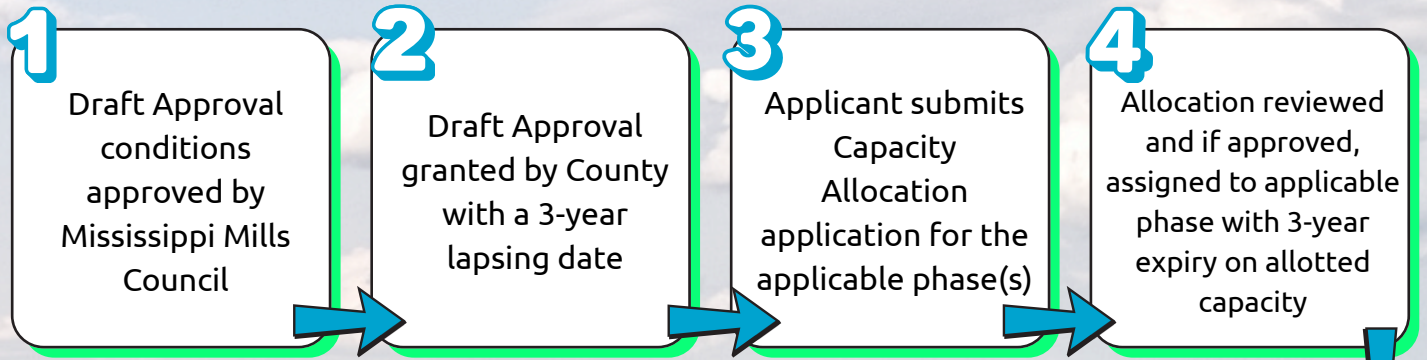 1
Draft Approval
conditions
approved by
Mississippi Mills
Council
2
Draft Approval
granted by County
with a 3-year
lapsing date
3
Applicant submits
Capacity
Allocation
application for the
applicable phase(s)
4
Allocation reviewed
and if approved,
assigned to applicable
phase with 3-year
expiry on allotted
capacity